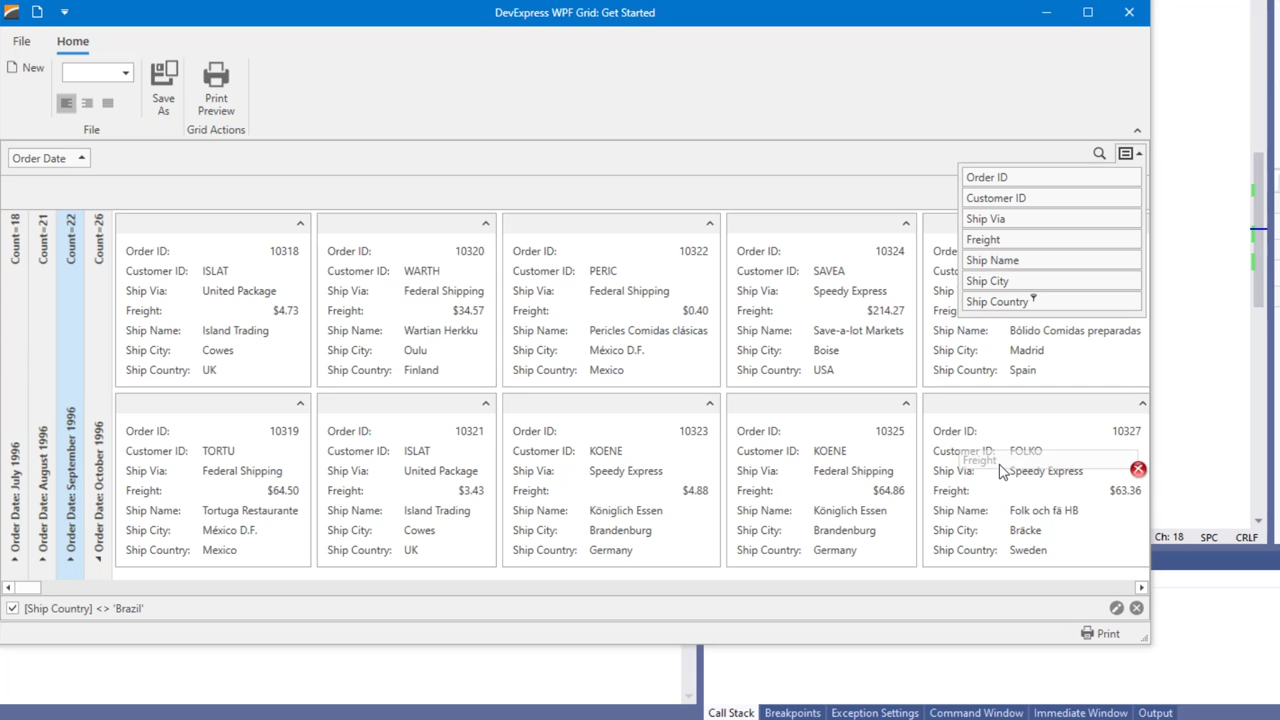 DevExpress WPF Grid: Get Started
File Home
New
Save As
Print Preview
File Grid Actions
Order Date
Order ID
Customer ID
Ship Via
Freight
Ship Name
Ship City
Ship Country
Order Date: July 1996 Count=18
Order Date: August 1996 Count=21
Order Date: September 1996 Count=22
Order Date: October 1996 Count=26
Order ID: 10318
Customer ID: ISLAT
Ship Via: United Package
Freight: $4.73
Ship Name: Island Trading
Ship City: Cowes
Ship Country: UK
Order ID: 10320
Customer ID: WARTH
Ship Via: Federal Shipping
Freight: $34.57
Ship Name: Wartian Herkku
Ship City: Oulu
Ship Country: Finland
Order ID: 10322
Customer ID: PERIC
Ship Via: Federal Shipping
Freight: $0.40
Ship Name: Pericles Comidas clásicas
Ship City: México D.F.
Ship Country: Mexico
Order ID: 10324
Customer ID: SAVEA
Ship Via: Speedy Express
Freight: $214.27
Ship Name: Save-a-lot Markets
Ship City: Boise
Ship Country: USA
Ship Name: Bólido Comidas preparadas
Ship City: Madrid
Ship Country: Spain
Order ID: 10319
Customer ID: TORTU
Ship Via: Federal Shipping
Freight: $64.50
Ship Name: Tortuga Restaurante
Ship City: México D.F.
Ship Country: Mexico
Order ID: 10321
Customer ID: ISLAT
Ship Via: United Package
Freight: $3.43
Ship Name: Island Trading
Ship City: Cowes
Ship Country: UK
Order ID: 10323
Customer ID: KOENE
Ship Via: Speedy Express
Freight: $4.88
Ship Name: Königlich Essen
Ship City: Brandenburg
Ship Country: Germany
Order ID: 10325
Customer ID: KOENE
Ship Via: Federal Shipping
Freight: $64.86
Ship Name: Königlich Essen
Ship City: Brandenburg
Ship Country: Germany
Order ID: 10327
Customer ID: FOLKO
Freight
Ship Via: Speedy Express
Freight: $63.36
Ship Name: Folk och fä HB
Ship City: Bräcke
Ship Country: Sweden
[Ship Country] <> 'Brazil'
Print
Ch: 18 SPC CRLF
Call Stack Breakpoints Exception Settings Command Window Immediate Window Output